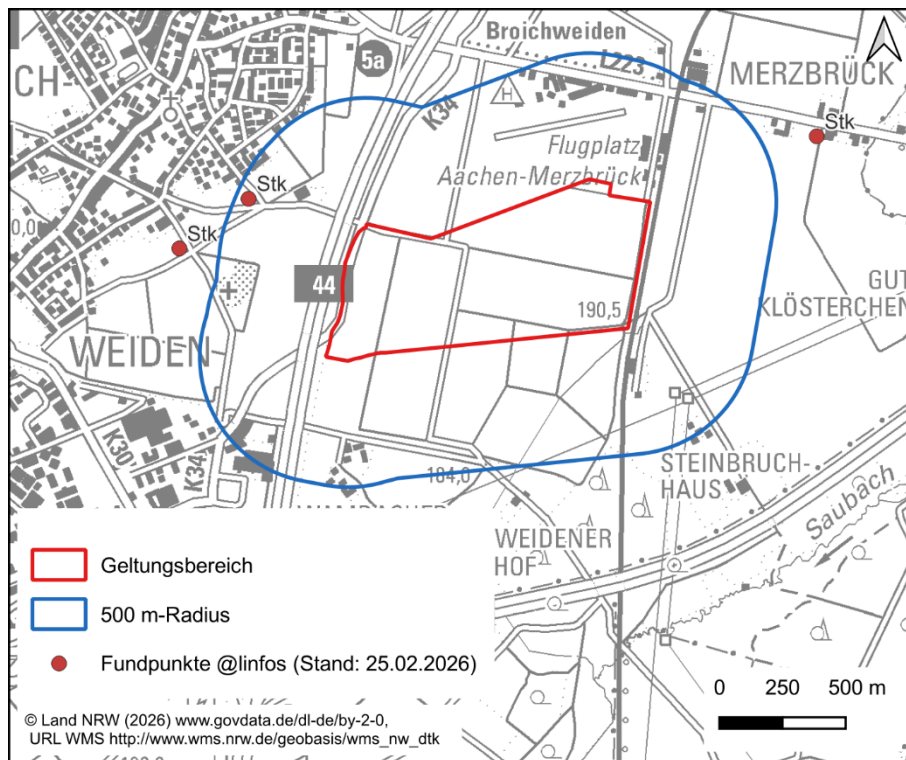 Broichweiden
5a
L223
CH-
MERZBRÜCK
K34
H
Stk
Flugplatz
Aachen-Merzbrück
Stk
0,0
Stk
44
GUT
190,5
KLÖSTERCHEN
WEIDEN
K30
K34
184,0
STEINBRUCH-
HAUS
Saubach
WEIDENER
HOF
Geltungsbereich
500 m-Radius
Fundpunkte @linfos (Stand: 25.02.2026)
0 250 500 m
© Land NRW (2026) www.govdata.de/dl-de/by-2-0,
URL WMS http://www.wms.nrw.de/geobasis/wms_nw_dtk